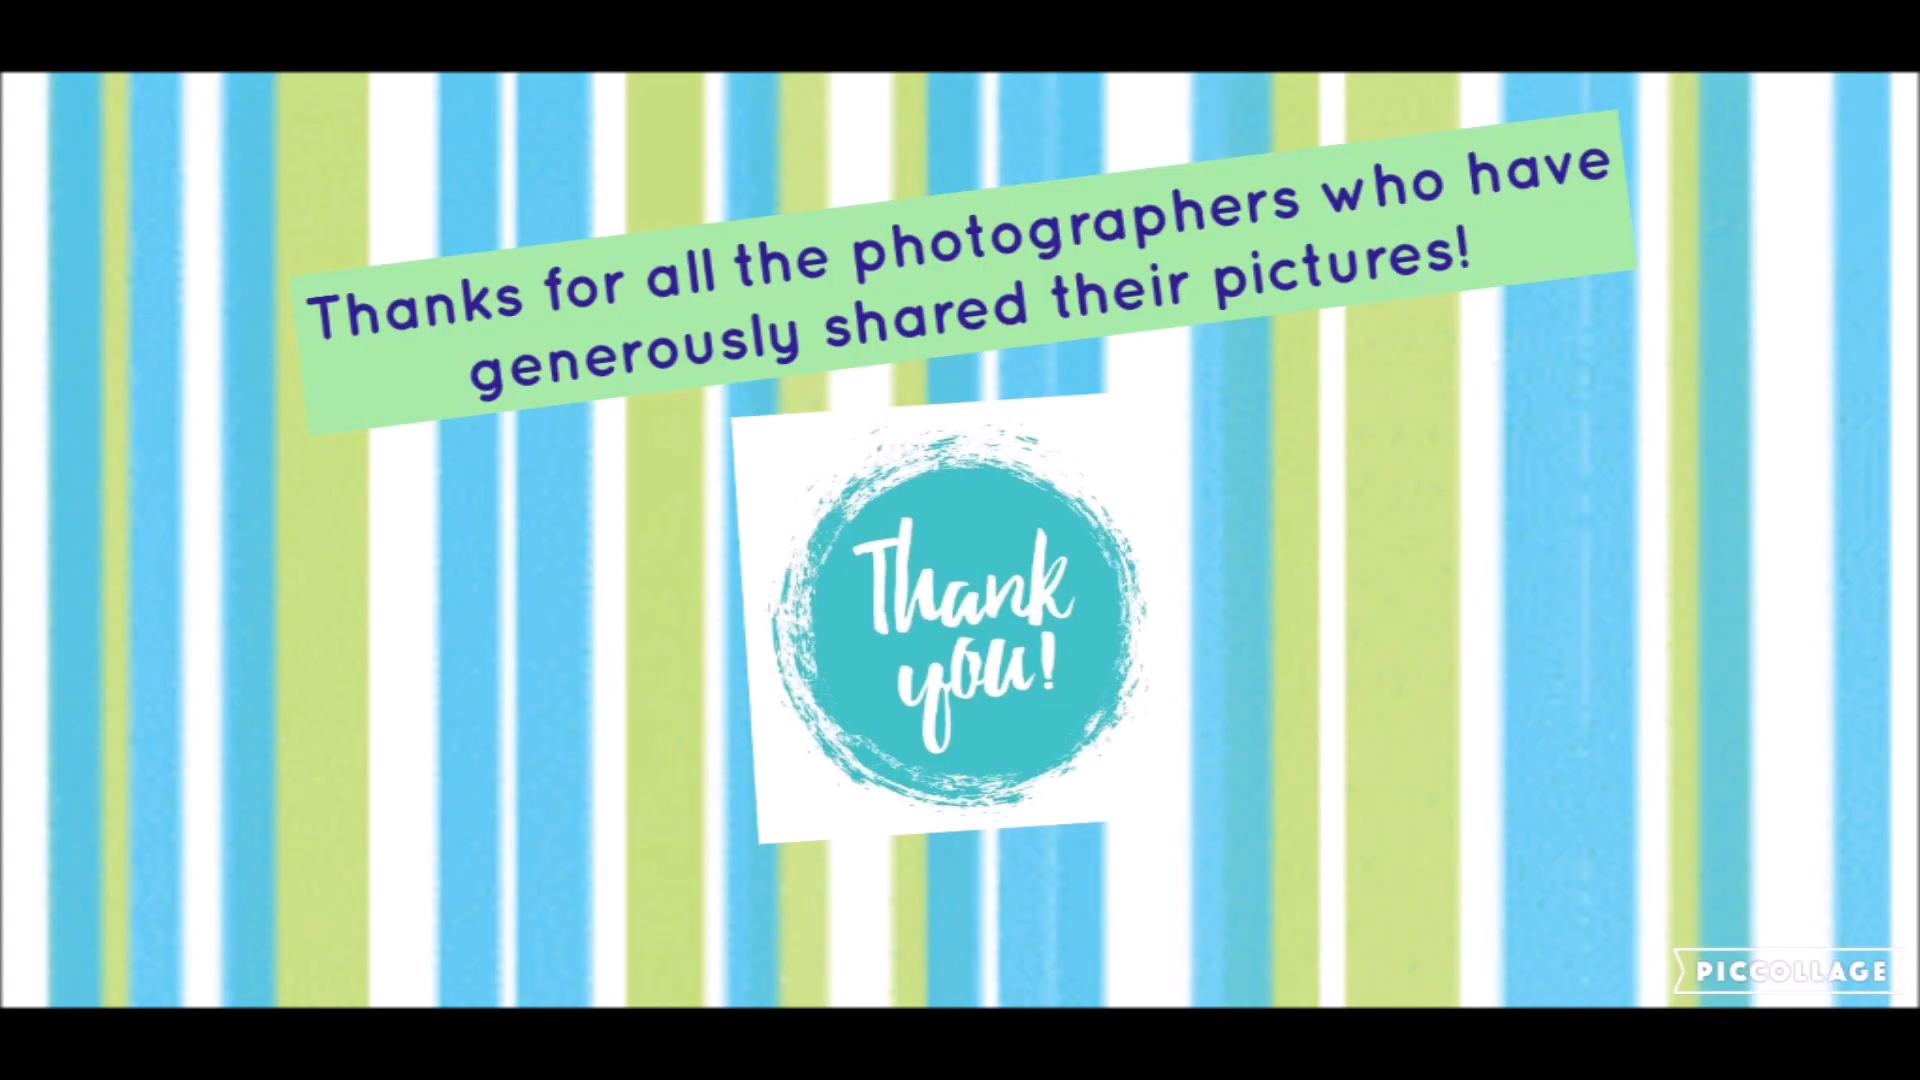 Thanks for all the photographers who have
generously shared their pictures!
Thank
you!
PICCOLLAGE